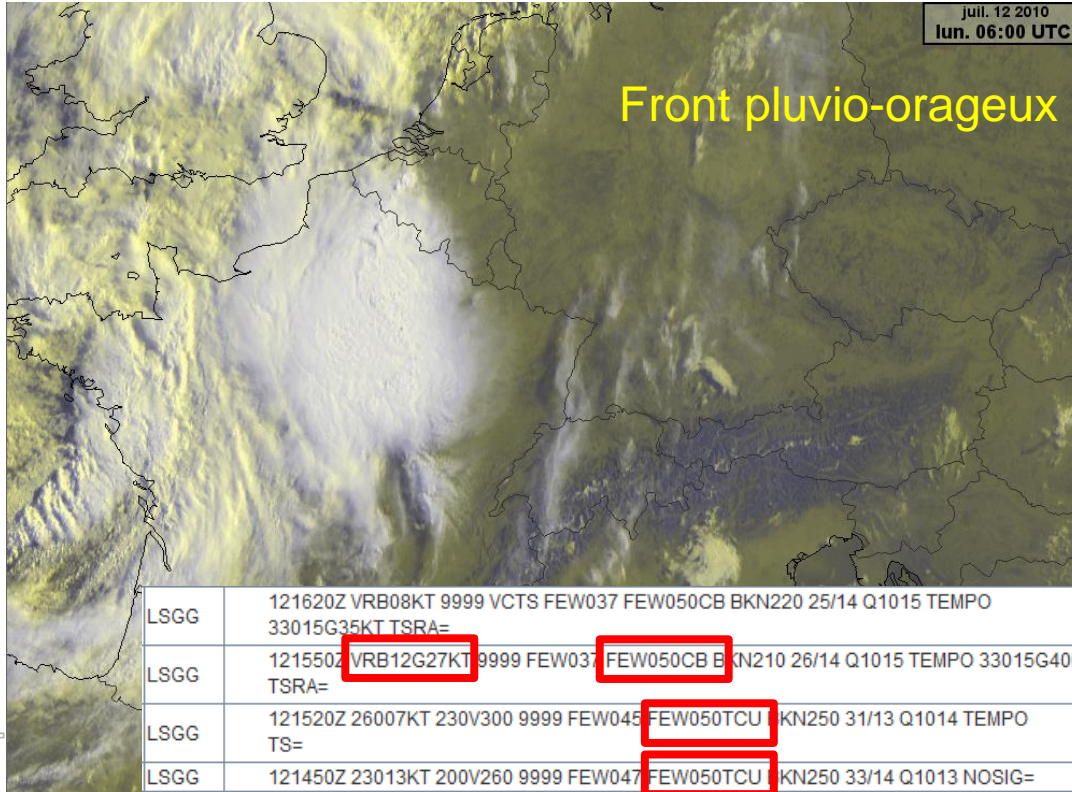 juil. 12 2010
lun. 06:00 UTC
Front pluvio-orageux
LSGG
121620Z VRB08KT 9999 VCTS FEW037 FEW050CB BKN220 25/14 Q1015 TEMPO
33015G35KT TSRA=
LSGG
121550Z VRB12G27KT 9999 FEW037 FEW050CB BKN210 26/14 Q1015 TEMPO 33015G40
TSRA=
LSGG
121520Z 26007KT 230V300 9999 FEW045 FEW050TCU BKN250 31/13 Q1014 TEMPO
TS=
LSGG
121450Z 23013KT 200V260 9999 FEW047 FEW050TCU BKN250 33/14 Q1013 NOSIG=